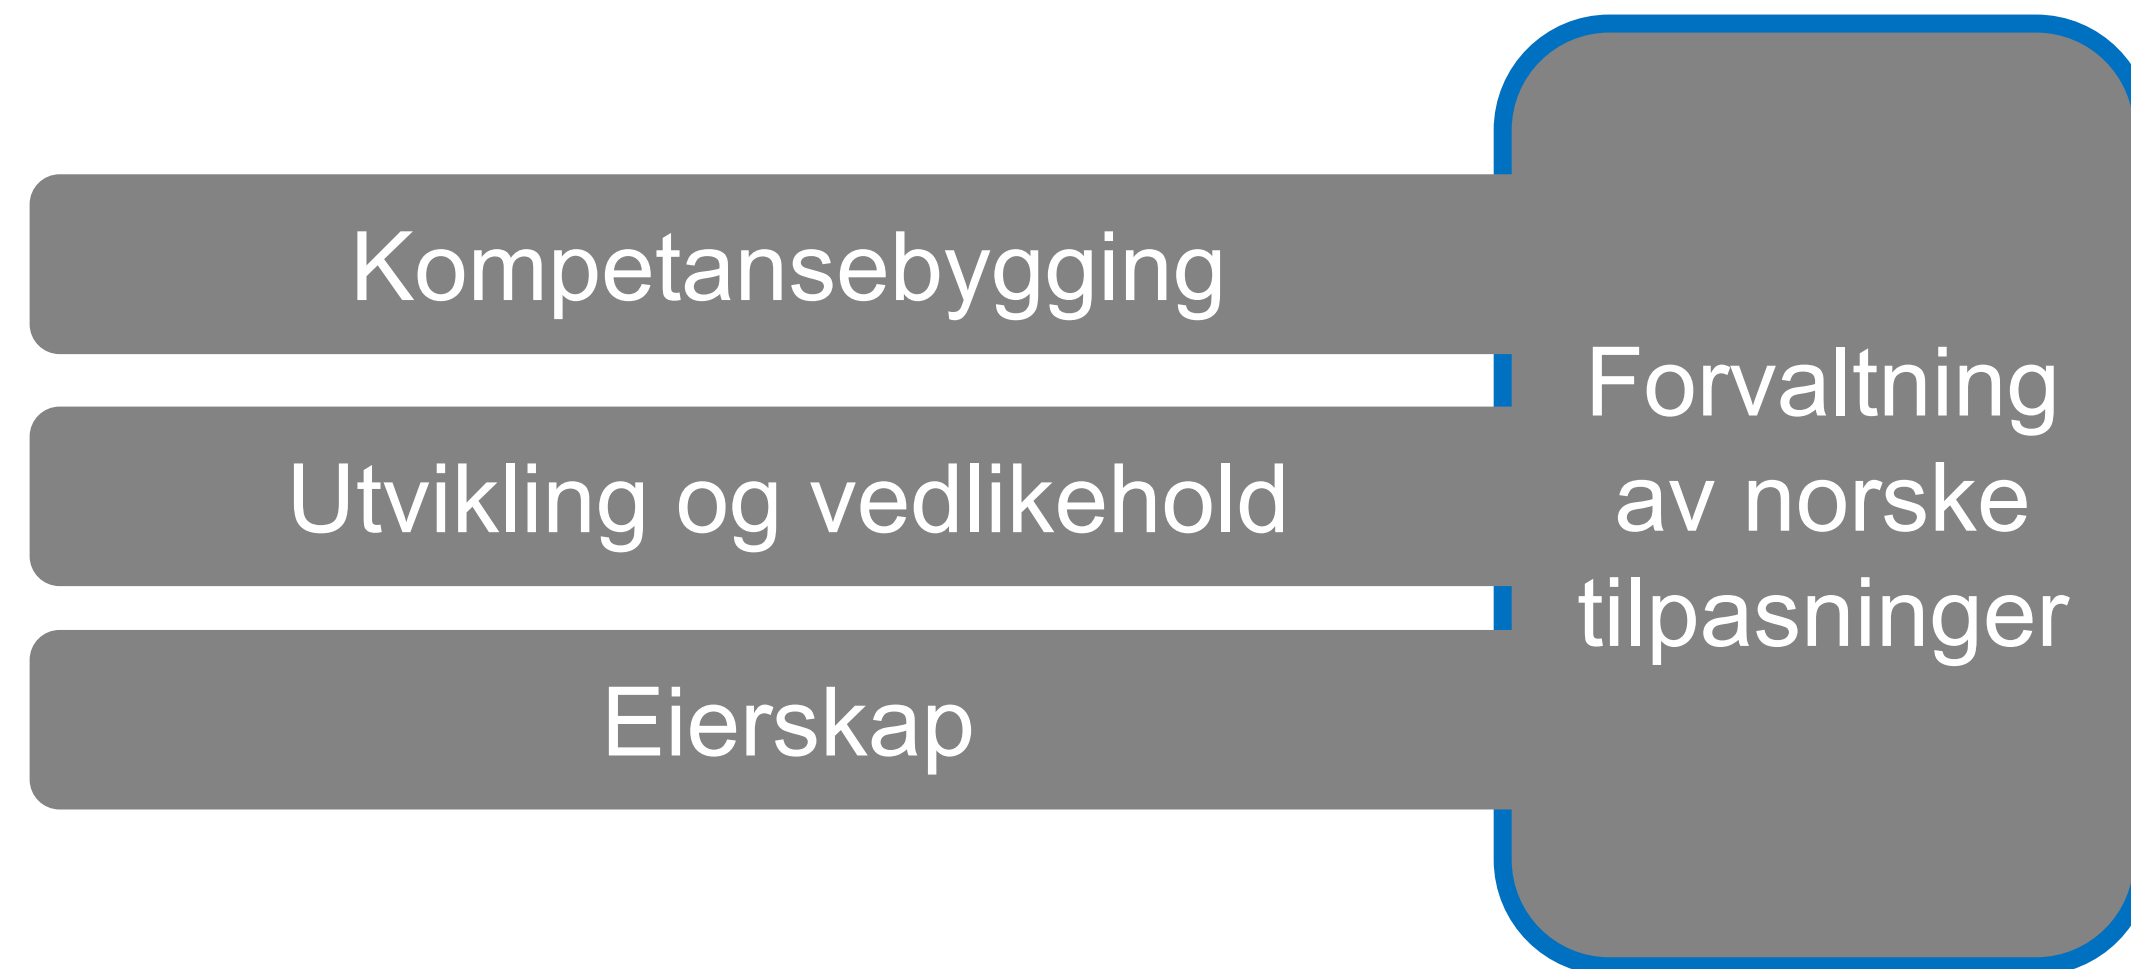 Kompetansebygging
Utvikling og vedlikehold
Eierskap
Forvaltning
av norske
tilpasninger